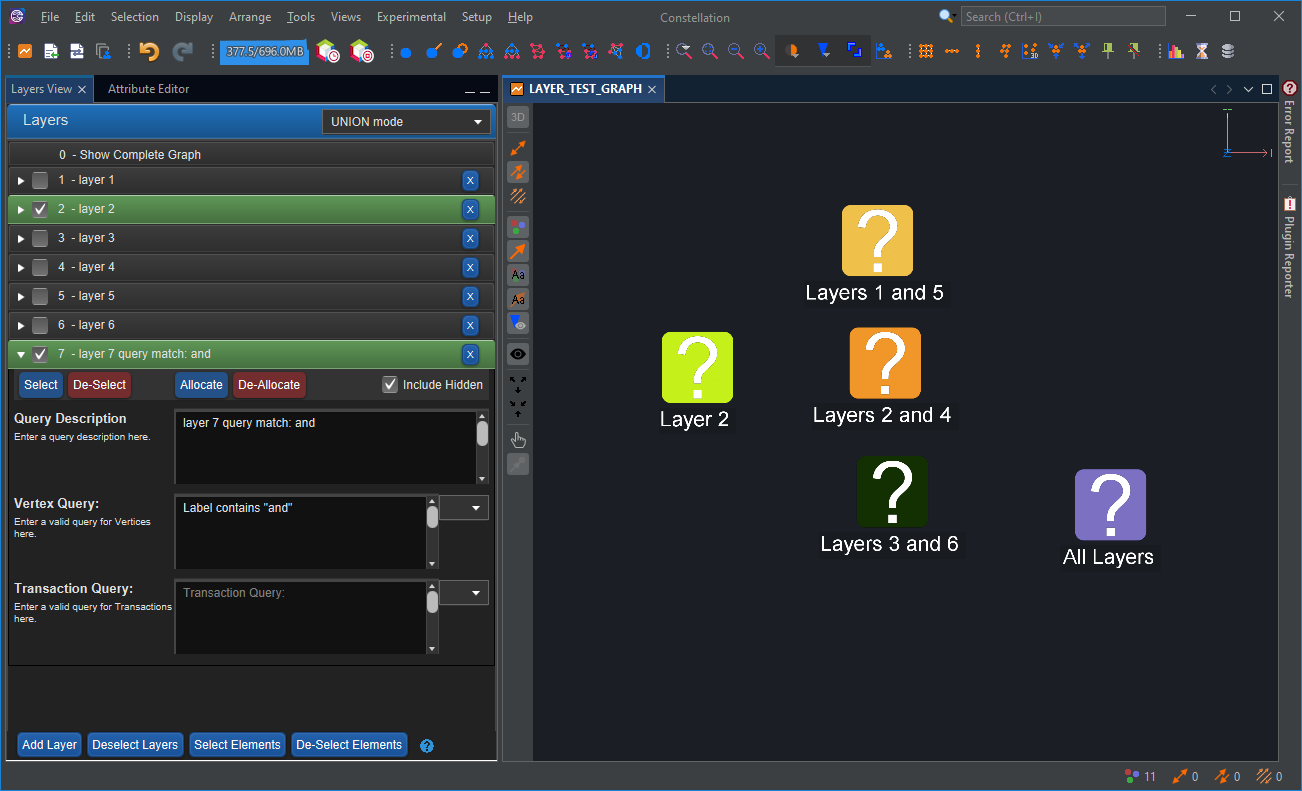 File Edit Selection Display Arrange Tools Views Experimental Setup Help Constellation Search (Ctrl+I)
377.5/696.0MB
Layers View Attribute Editor LAYER_TEST_GRAPH
Layers UNION mode 3D
0 - Show Complete Graph
1 - layer 1 X
2 - layer 2 X
3 - layer 3 X
4 - layer 4 X
5 - layer 5 X
6 - layer 6 X
7 - layer 7 query match: and X
Select De-Select Allocate De-Allocate Include Hidden
Query Description
Enter a query description here.
layer 7 query match: and
Vertex Query:
Enter a valid query for Vertices
here.
Label contains "and"
Transaction Query:
Enter a valid query for Transactions
here.
Transaction Query:
Add Layer Deselect Layers Select Elements De-Select Elements ?
Aa
Aa
?
Layers 1 and 5
?
Layer 2
?
Layers 2 and 4
?
Layers 3 and 6
?
All Layers
Error Report
Plugin Reporter
11 0 0 0